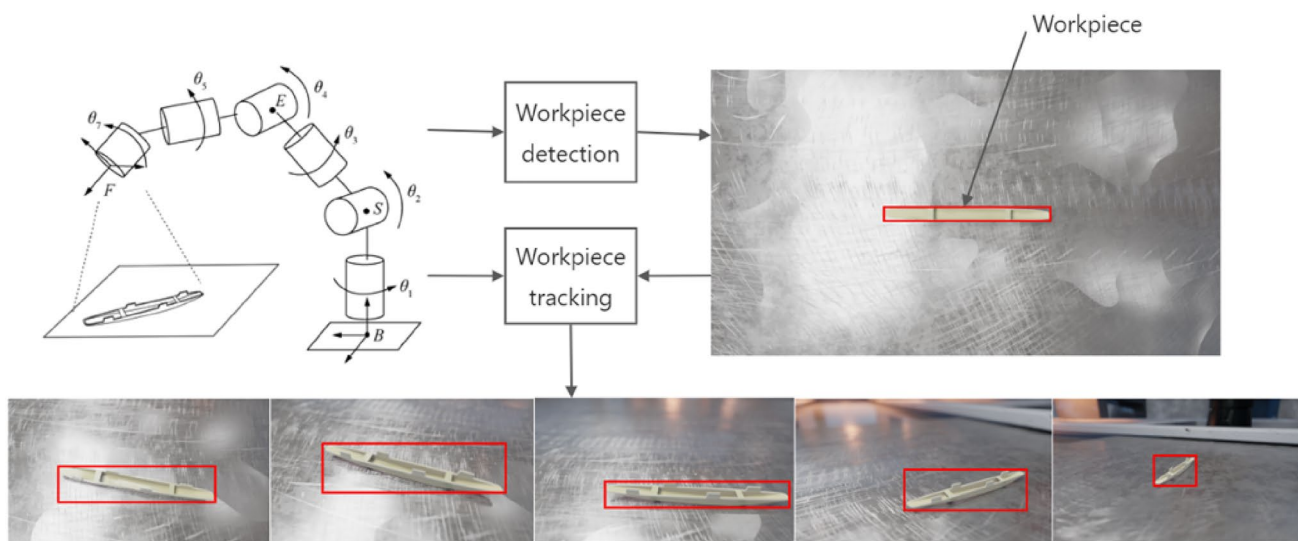 Workpiece
θ5
E
θ4
θ7
θ3
F
θ2
S
θ1
B
Workpiece
detection
Workpiece
tracking